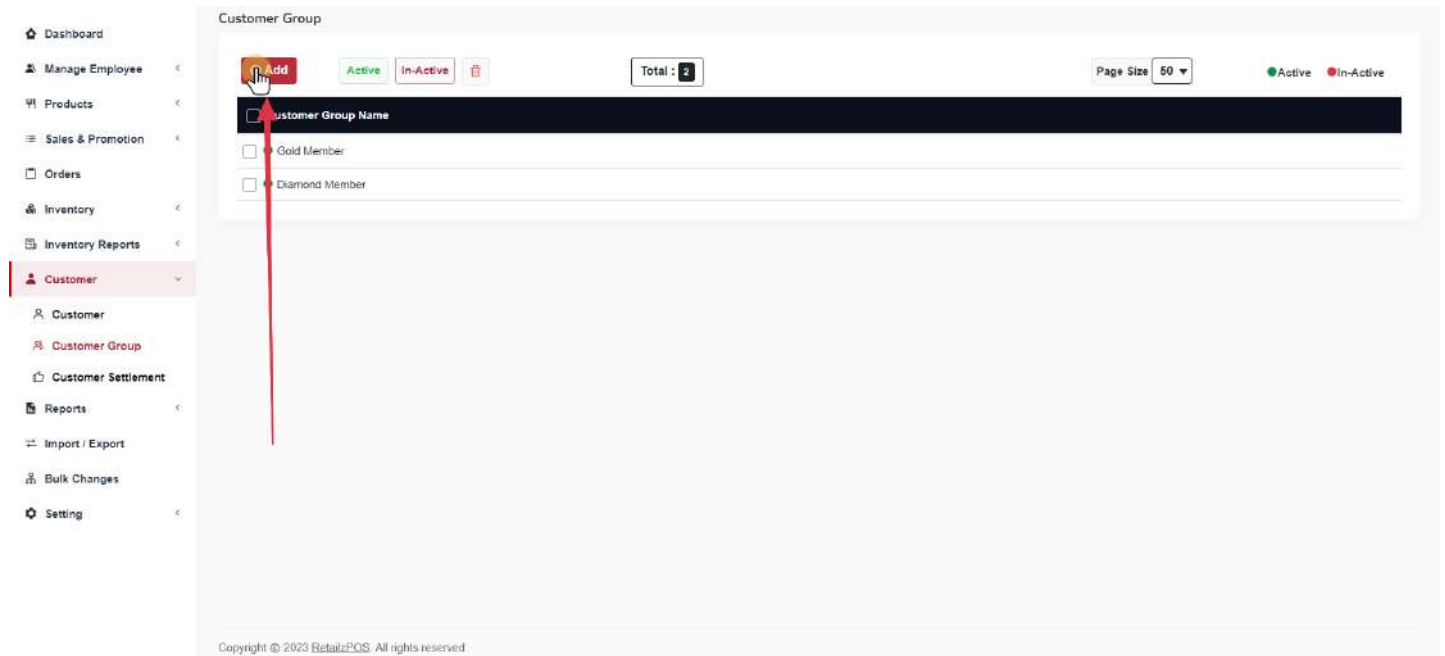 Customer Group
Dashboard
Manage Employee
Products
Sales & Promotion
Orders
Inventory
Inventory Reports
Customer
Customer
Customer Group
Customer Settlement
Reports
Import / Export
Bulk Changes
Setting
Add Active In-Active Total : 2 Page Size 50 Active In-Active
Customer Group Name
Gold Member
Diamond Member
Copyright © 2023 RetailzPOS. All rights reserved